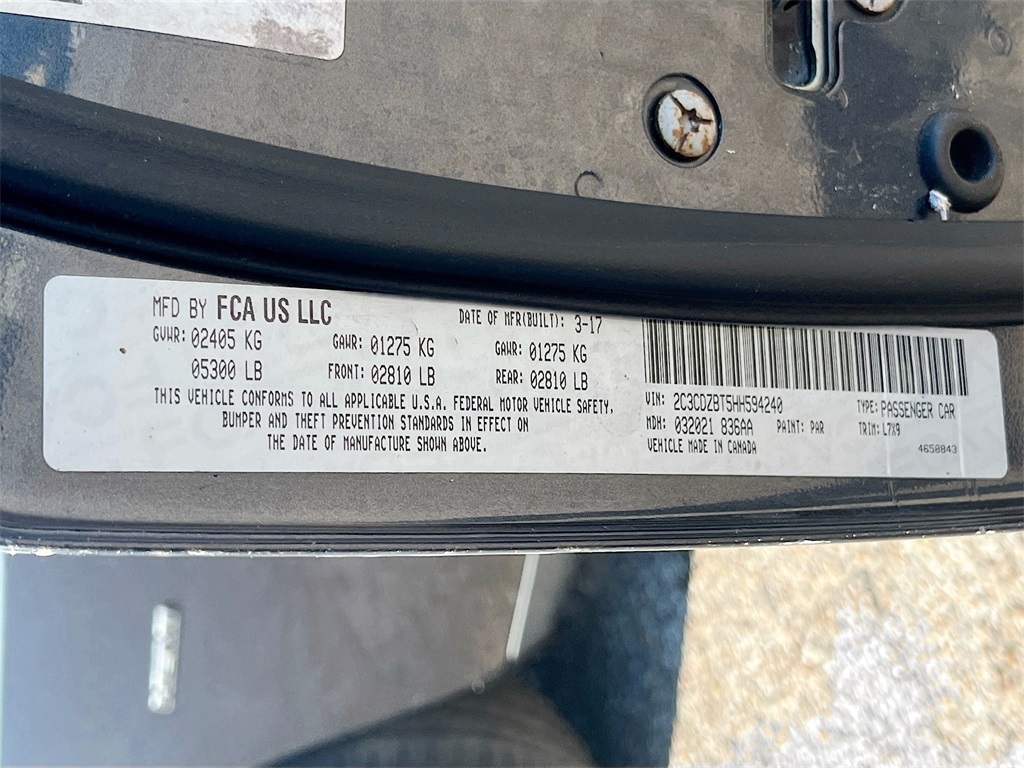 MFD BY FCA US LLC
DATE OF MFR(BUILT): 3-17
GVWR: 02405 KG
GAWR: 01275 KG
GAWR: 01275 KG
05300 LB
FRONT: 02810 LB
REAR: 02810 LB
THIS VEHICLE CONFORMS TO ALL APPLICABLE U.S.A. FEDERAL MOTOR VEHICLE SAFETY,
BUMPER AND THEFT PREVENTION STANDARDS IN EFFECT ON
THE DATE OF MANUFACTURE SHOWN ABOVE.
VIN: 2C3CDZBT5HH594240
TYPE: PASSENGER CAR
MDH: 032021 836AA
PAINT: PAR
TRIM: L7X9
VEHICLE MADE IN CANADA
4658843